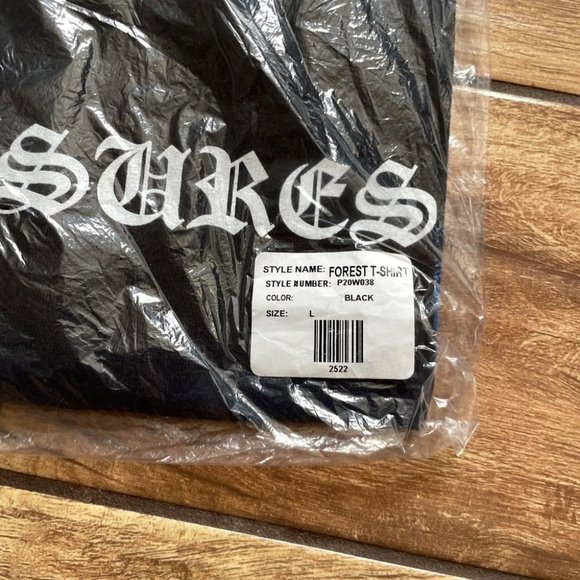 SURES
STYLE NAME: FOREST T-SHIRT
STYLE NUMBER: P20W038
COLOR: BLACK
SIZE: L
2522